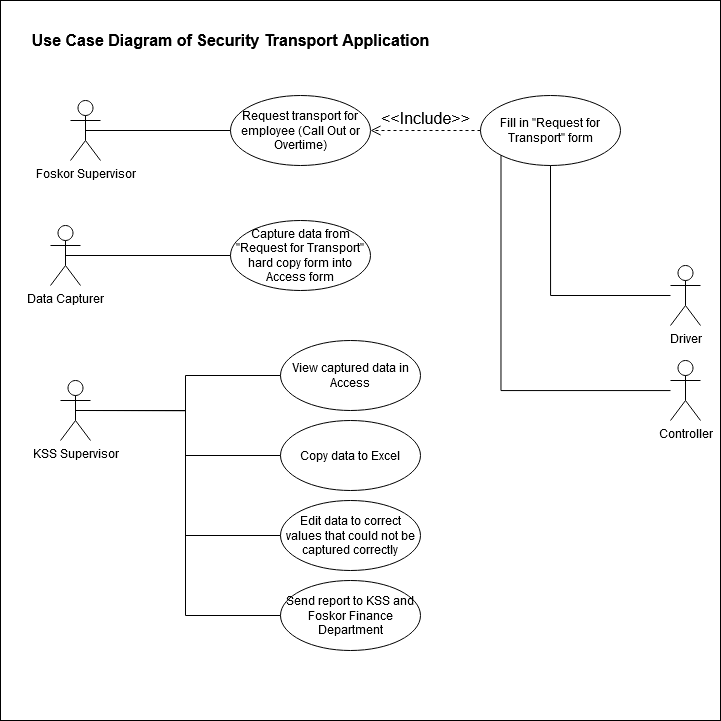 Use Case Diagram of Security Transport Application
Request transport for
employee (Call Out or
Overtime)
<<Include>>
Fill in "Request for
Transport" form
Foskor Supervisor
Capture data from
"Request for Transport"
hard copy form into
Access form
Data Capturer
Driver
View captured data in
Access
Controller
KSS Supervisor
Copy data to Excel
Edit data to correct
values that could not be
captured correctly
Send report to KSS and
Foskor Finance
Department